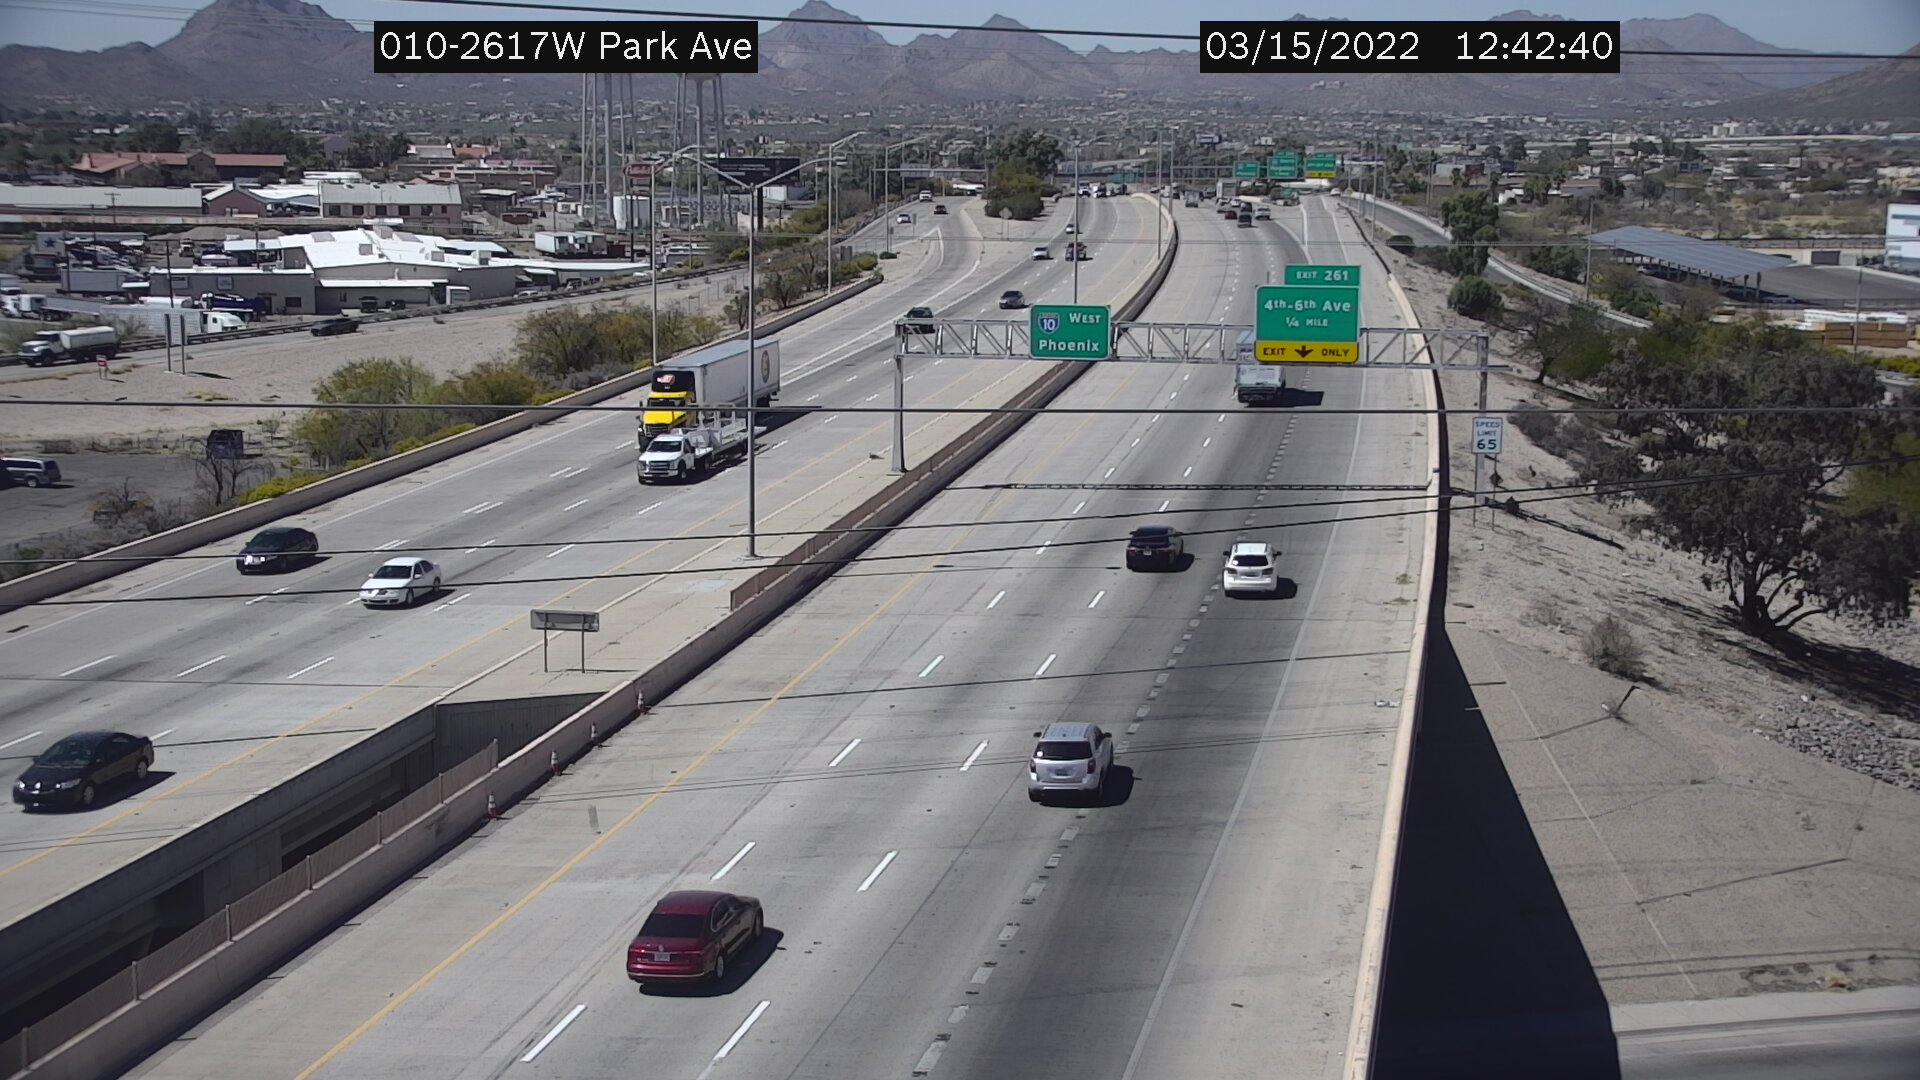 010-2617W Park Ave
03/15/2022 12:42:40
EXIT 261
4th-6th Ave
1/4 MILE
EXIT ONLY
10
WEST
Phoenix
SPEED
LIMIT
65